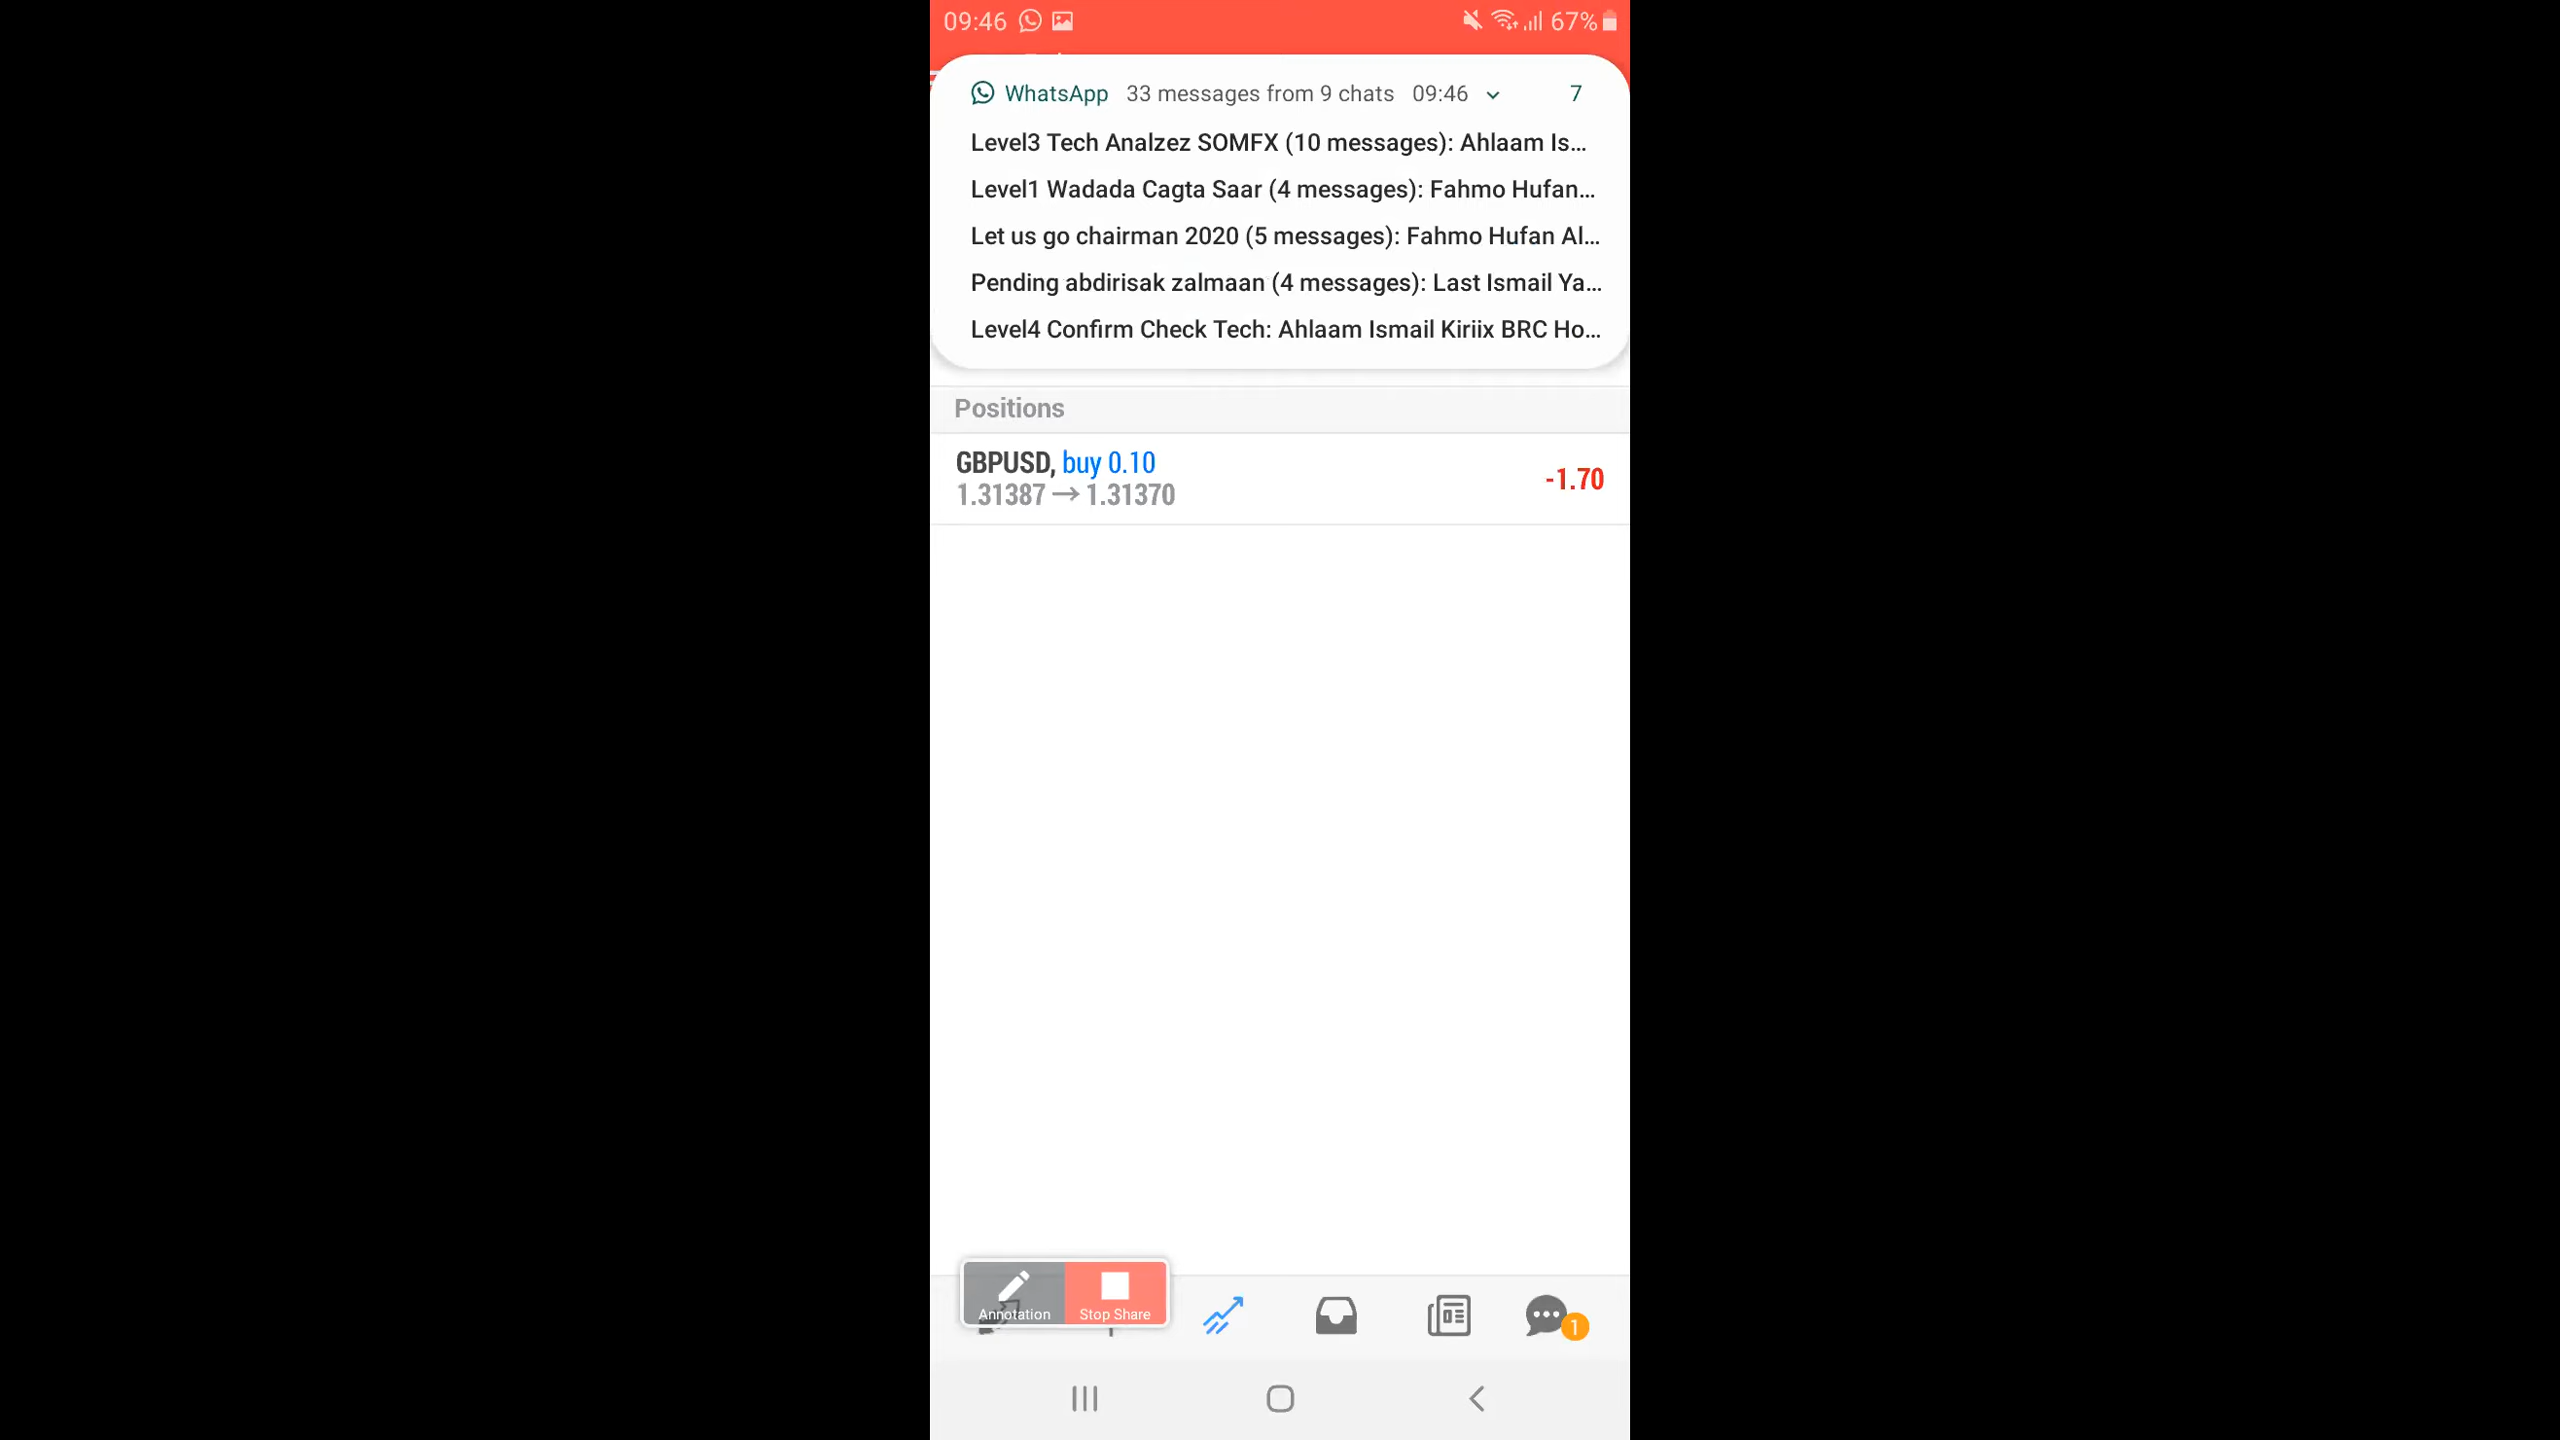 09:46 67%
WhatsApp 33 messages from 9 chats 09:46 7
Level3 Tech Analzez SOMFX (10 messages): Ahlaam Is...
Level1 Wadada Cagta Saar (4 messages): Fahmo Hufan...
Let us go chairman 2020 (5 messages): Fahmo Hufan Al...
Pending abdirisak zalmaan (4 messages): Last Ismail Ya...
Level4 Confirm Check Tech: Ahlaam Ismail Kiriix BRC Ho...
Positions
GBPUSD, buy 0.10
1.31387 → 1.31370
-1.70
Annotation Stop Share
1